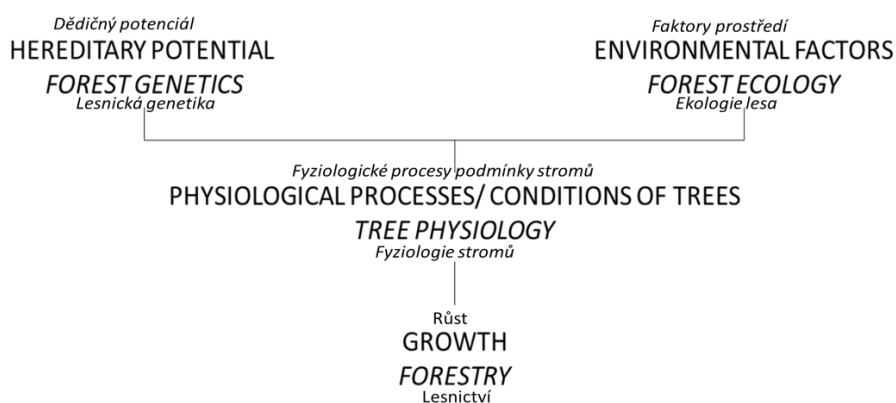 Dědičný potenciál
HEREDITARY POTENTIAL
FOREST GENETICS
Lesnická genetika
Faktory prostředí
ENVIRONMENTAL FACTORS
FOREST ECOLOGY
Ekologie lesa
Fyziologické procesy podmínky stromů
PHYSIOLOGICAL PROCESSES/ CONDITIONS OF TREES
TREE PHYSIOLOGY
Fyziologie stromů
Růst
GROWTH
FORESTRY
Lesnictví